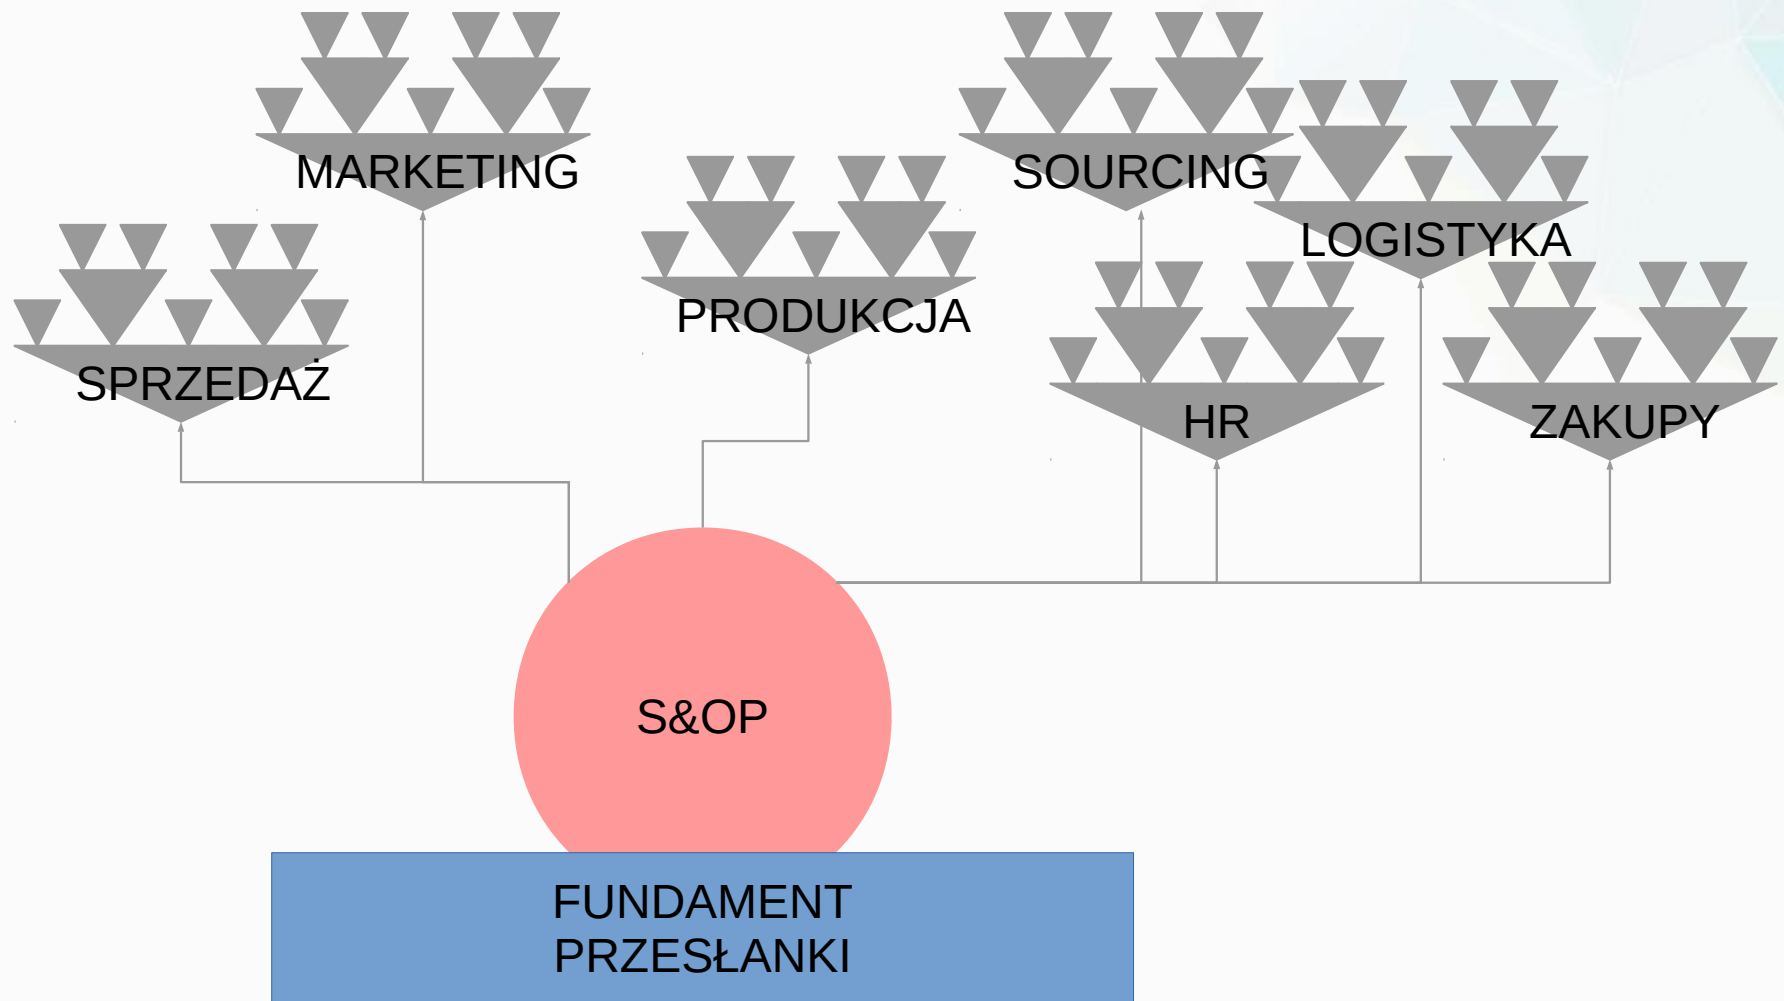 MARKETING
SOURCING
LOGISTYKA
PRODUKCJA
SPRZEDAŻ
HR
ZAKUPY
S&OP
FUNDAMENT
PRZESŁANKI